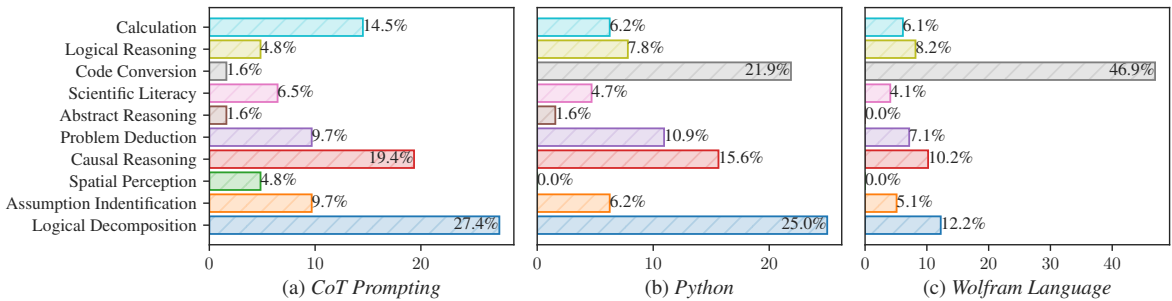 Calculation 14.5% 6.2% 6.1%
Logical Reasoning 4.8% 7.8% 8.2%
Code Conversion 1.6% 21.9% 46.9%
Scientific Literacy 6.5% 4.7% 4.1%
Abstract Reasoning 1.6% 1.6% 0.0%
Problem Deduction 9.7% 10.9% 7.1%
Causal Reasoning 19.4% 15.6% 10.2%
Spatial Perception 4.8% 0.0% 0.0%
Assumption Indentification 9.7% 6.2% 5.1%
Logical Decomposition 27.4% 25.0% 12.2%
0 10 20 0 10 20 0 10 20 30 40
(a) CoT Prompting (b) Python (c) Wolfram Language